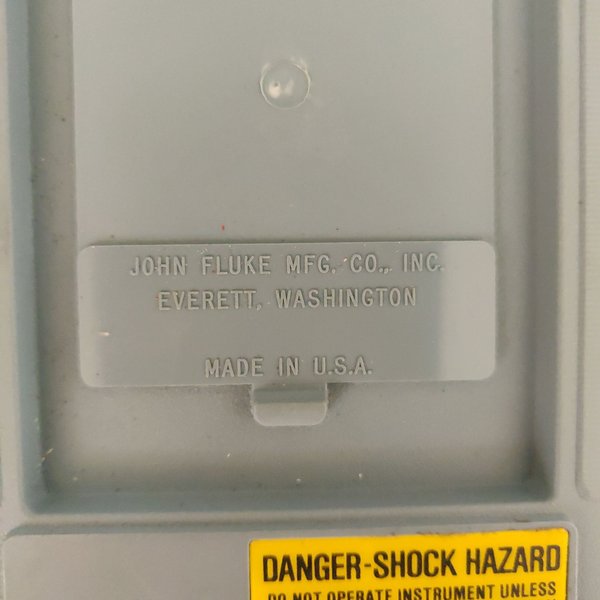 JOHN FLUKE MFG. CO., INC.
EVERETT, WASHINGTON
MADE IN U.S.A.
DANGER-SHOCK HAZARD
DO NOT OPERATE INSTRUMENT UNLESS